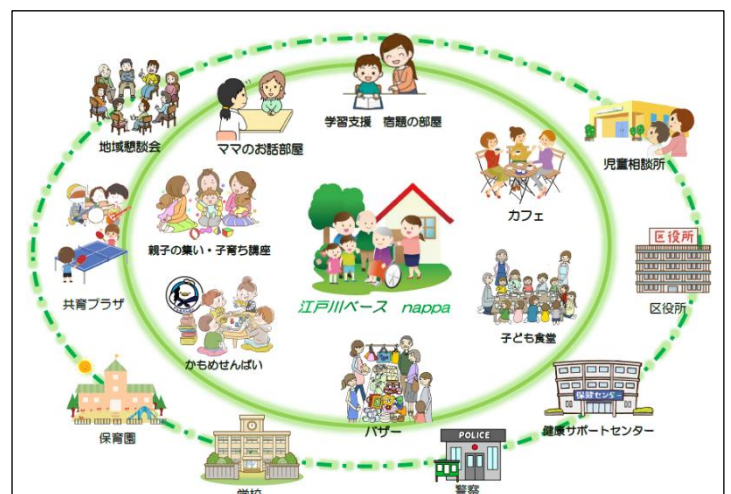 学習支援　宿題の部屋
地域懇談会
ママのお話部屋
児童相談所
カフェ
親子の集い・子育ち講座
区役所
区役所
共育プラザ
江戸川ベース　nappa
子ども食堂
かもめせんぱい
保健センター
健康サポートセンター
保育園
バザー
POLICE
学校
警察